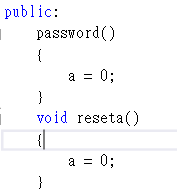 public:
    password()
    {
        a = 0;
    }
    void reseta()
    {
        a = 0;
    }